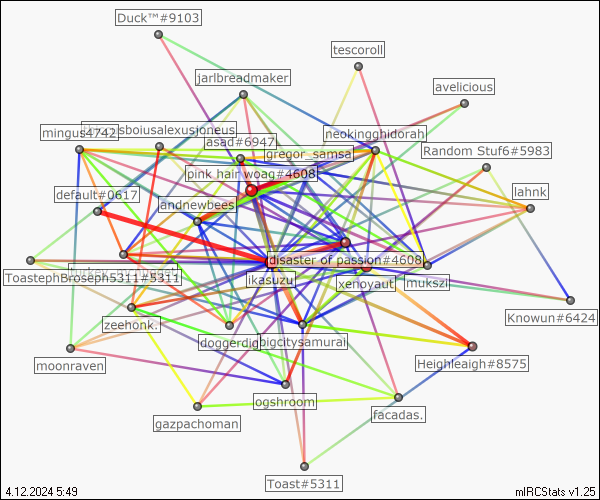 Duck™#9103
tescoroll
jarlbreadmaker
avelicious
mingus4742
sboiusalexusjoneus
asad#6947
neokingghidorah
gregor_samsa
Random Stuf6#5983
pink hair woag#4608
default#0617
lahnk
andnewbees
disaster of passion#4608
ToastephBroseph5311#5311
ikasuzu
xenoyaut
mukszi
Knowun#6424
zeehonk.
doggerdig
bigcitysamurai
moonraven
Heighleaigh#8575
ogshroom
facadas.
gazpachoman
Toast#5311
4.12.2024 5:49
mIRCStats v1.25